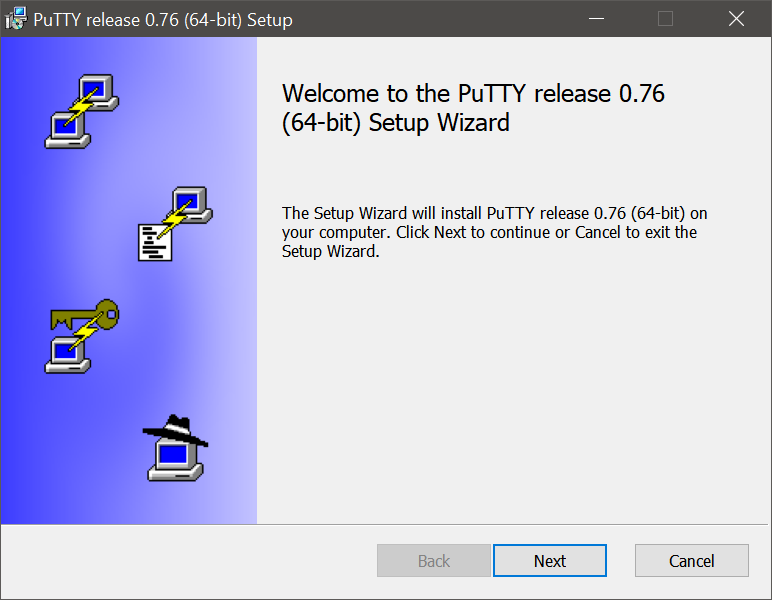 PuTTY release 0.76 (64-bit) Setup
Welcome to the PuTTY release 0.76
(64-bit) Setup Wizard
The Setup Wizard will install PuTTY release 0.76 (64-bit) on
your computer. Click Next to continue or Cancel to exit the
Setup Wizard.
Back
Next
Cancel